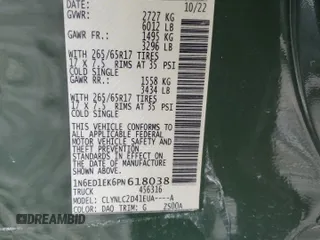 DATE: 10/22
GVWR: 2727 KG
6012 LB
GAWR FR.: 1495 KG
3296 LB
WITH 265/65R17 TIRES
17 X 7.5 RIMS AT 35 PSI
COLD SINGLE
GAWR RR.: 1558 KG
3434 LB
WITH 265/65R17 TIRES
17 X 7.5 RIMS AT 35 PSI
COLD SINGLE
THIS VEHICLE CONFORMS TO
ALL APPLICABLE FEDERAL
MOTOR VEHICLE SAFETY
AND THEFT PREVENTION
STANDARDS IN EFFECT ON THE
DATE OF MANUFACTURE
SHOWN ABOVE.
1N6ED1EK6PN618038
TRUCK 456316
MODEL: CLYNLCZD41EUA----A
COLOR: DAQ TRIM: G
DREAMBID